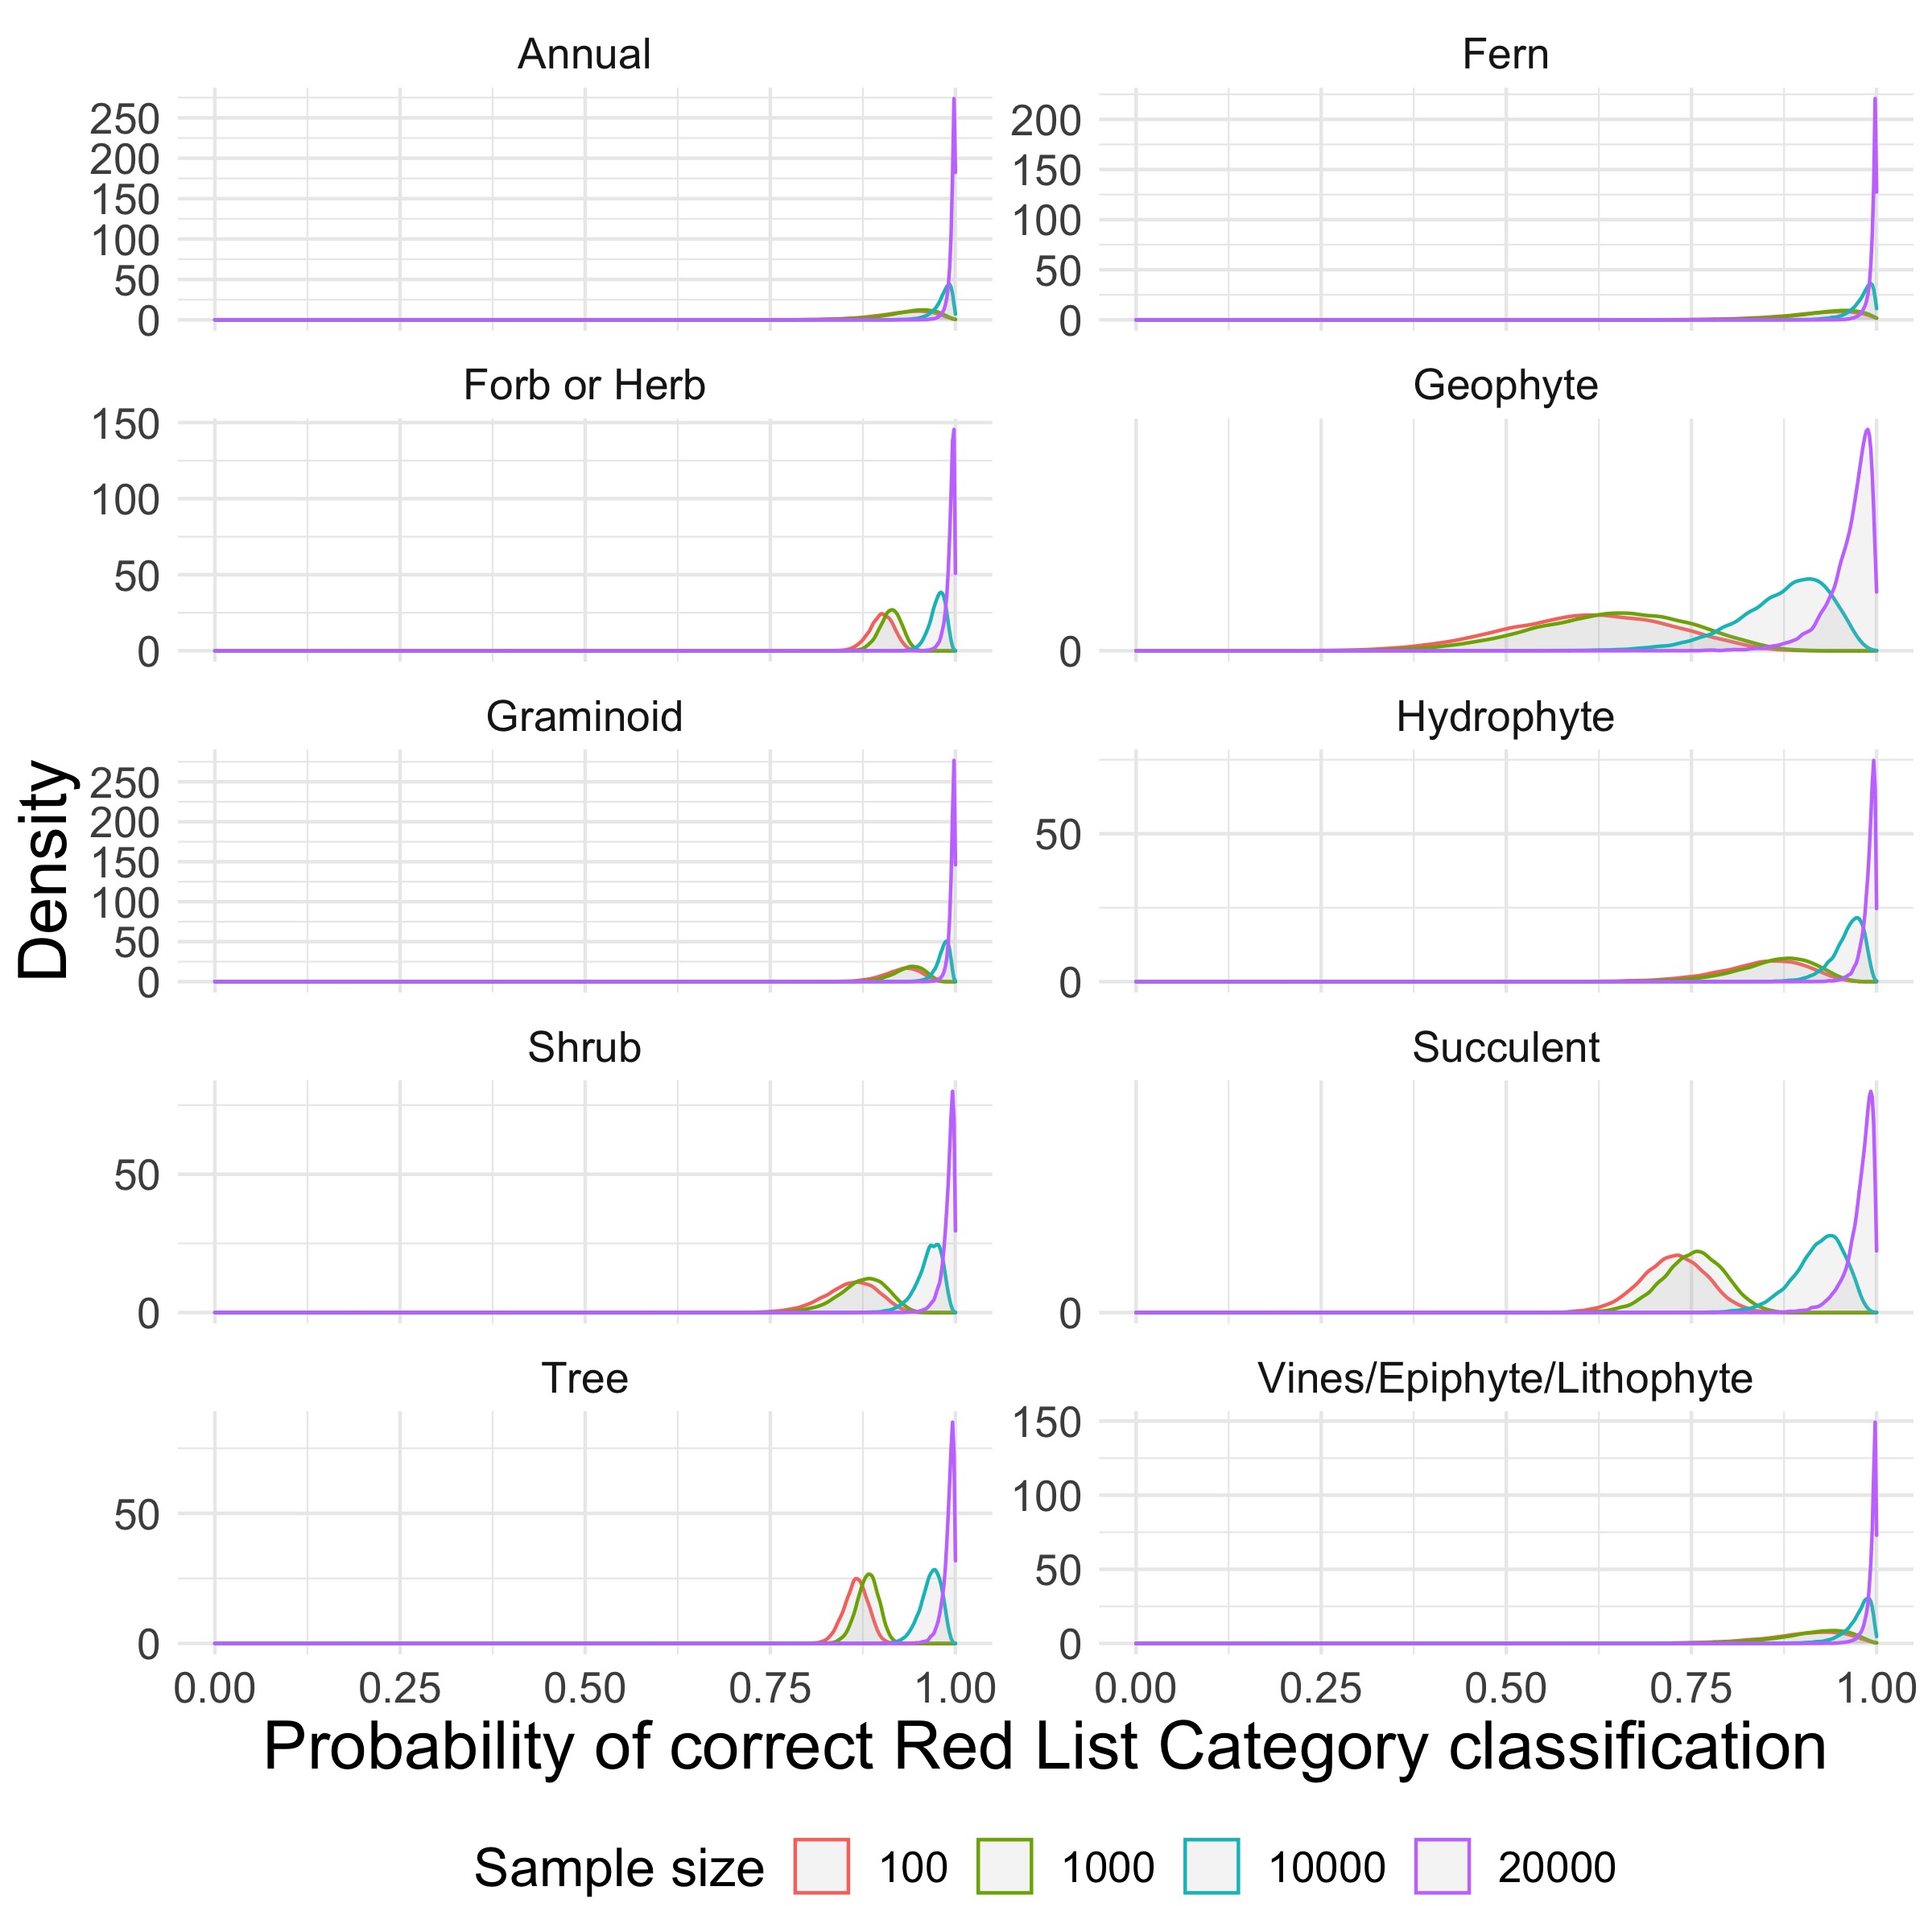 Annual
Fern
250
200
150
100
50
0
200
150
100
50
0
Forb or Herb
Geophyte
150
100
50
0
0
Graminoid
Hydrophyte
250
200
150
100
50
0
50
0
Shrub
Succulent
50
0
0
Tree
Vines/Epiphyte/Lithophyte
50
0
150
100
50
0
0.00 0.25 0.50 0.75 1.00
0.00 0.25 0.50 0.75 1.00
Density
Probability of correct Red List Category classification
Sample size 100 1000 10000 20000